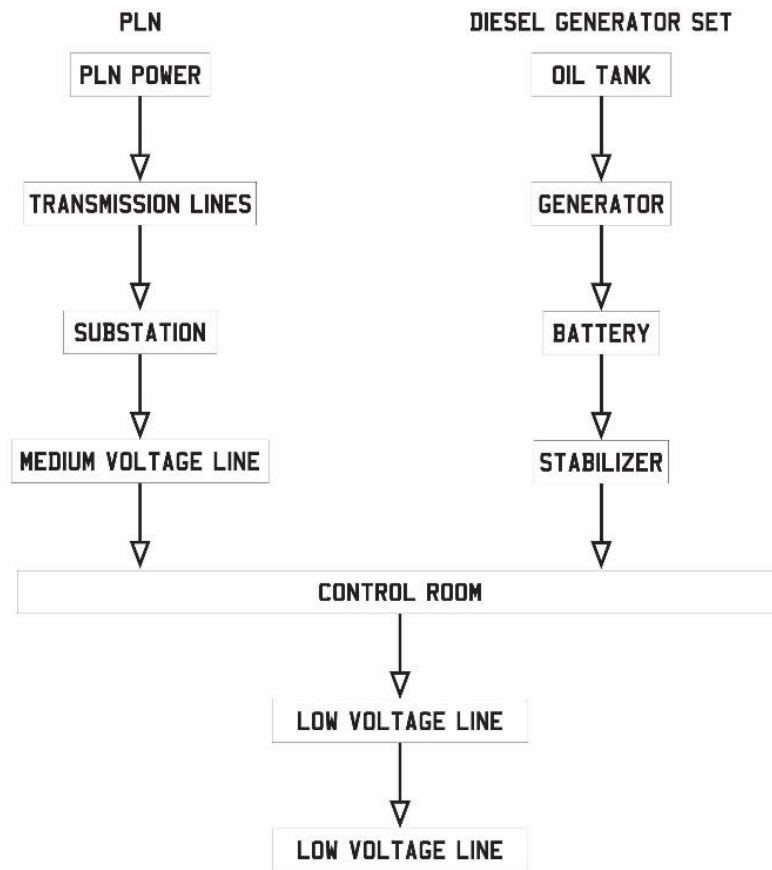 PLN
DIESEL GENERATOR SET
PLN POWER
OIL TANK
TRANSMISSION LINES
GENERATOR
SUBSTATION
BATTERY
MEDIUM VOLTAGE LINE
STABILIZER
CONTROL ROOM
LOW VOLTAGE LINE
LOW VOLTAGE LINE